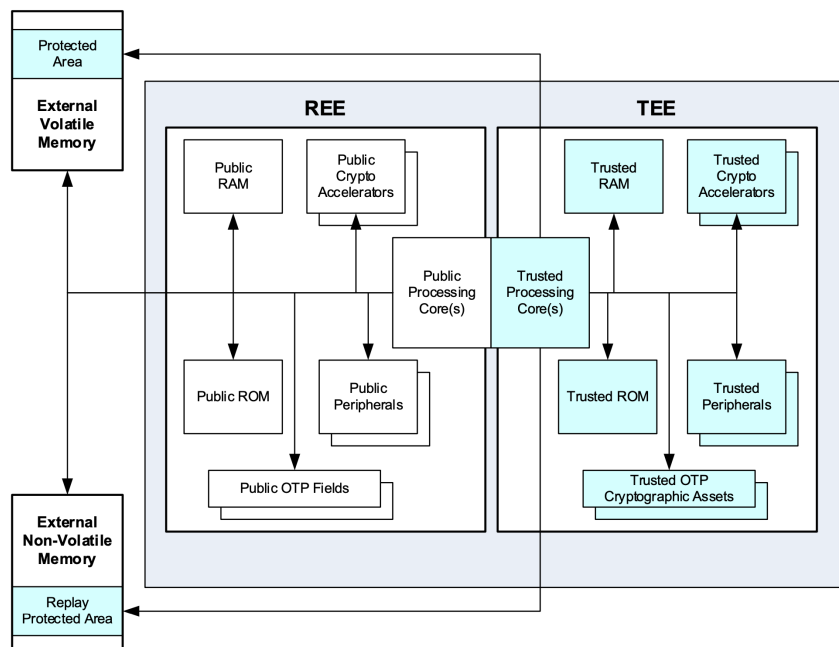 Protected
Area
External
Volatile
Memory
REE
TEE
Public
RAM
Public
Crypto
Accelerators
Trusted
RAM
Trusted
Crypto
Accelerators
Public
Processing
Core(s)
Trusted
Processing
Core(s)
Public ROM
Public
Peripherals
Trusted ROM
Trusted
Peripherals
Public OTP Fields
Trusted OTP
Cryptographic Assets
External
Non-Volatile
Memory
Replay
Protected Area